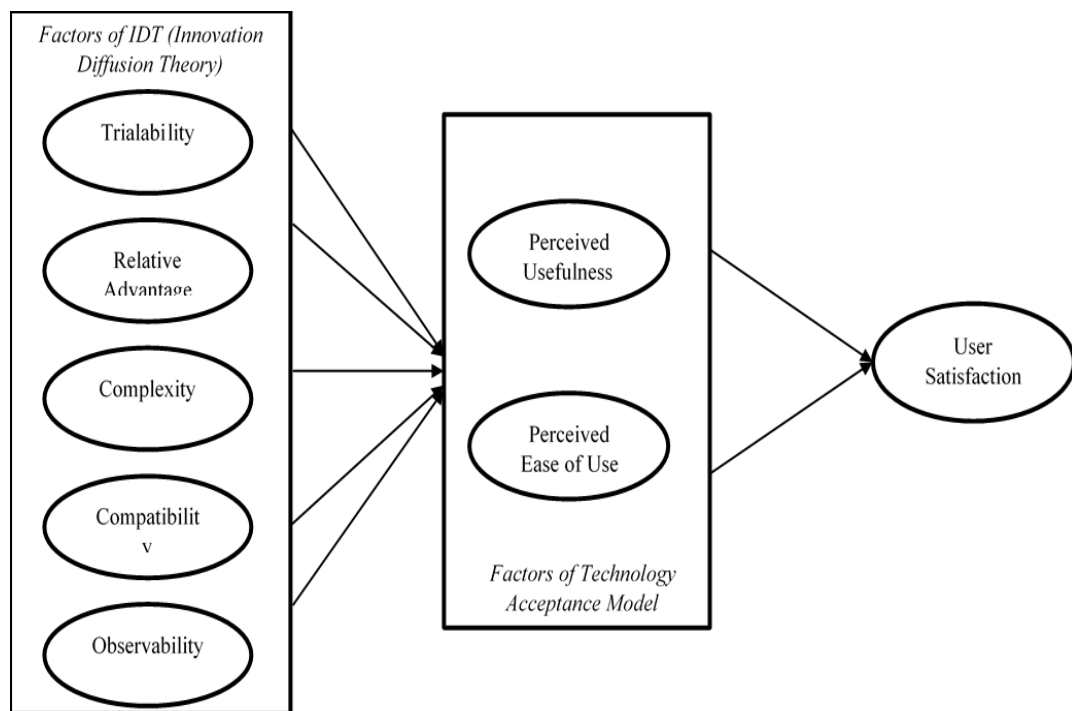 Factors of IDT (Innovation
Diffusion Theory)
Trialability
Relative
Advantage
Complexity
Compatibilit
y
Observability
Perceived
Usefulness
Perceived
Ease of Use
Factors of Technology
Acceptance Model
User
Satisfaction